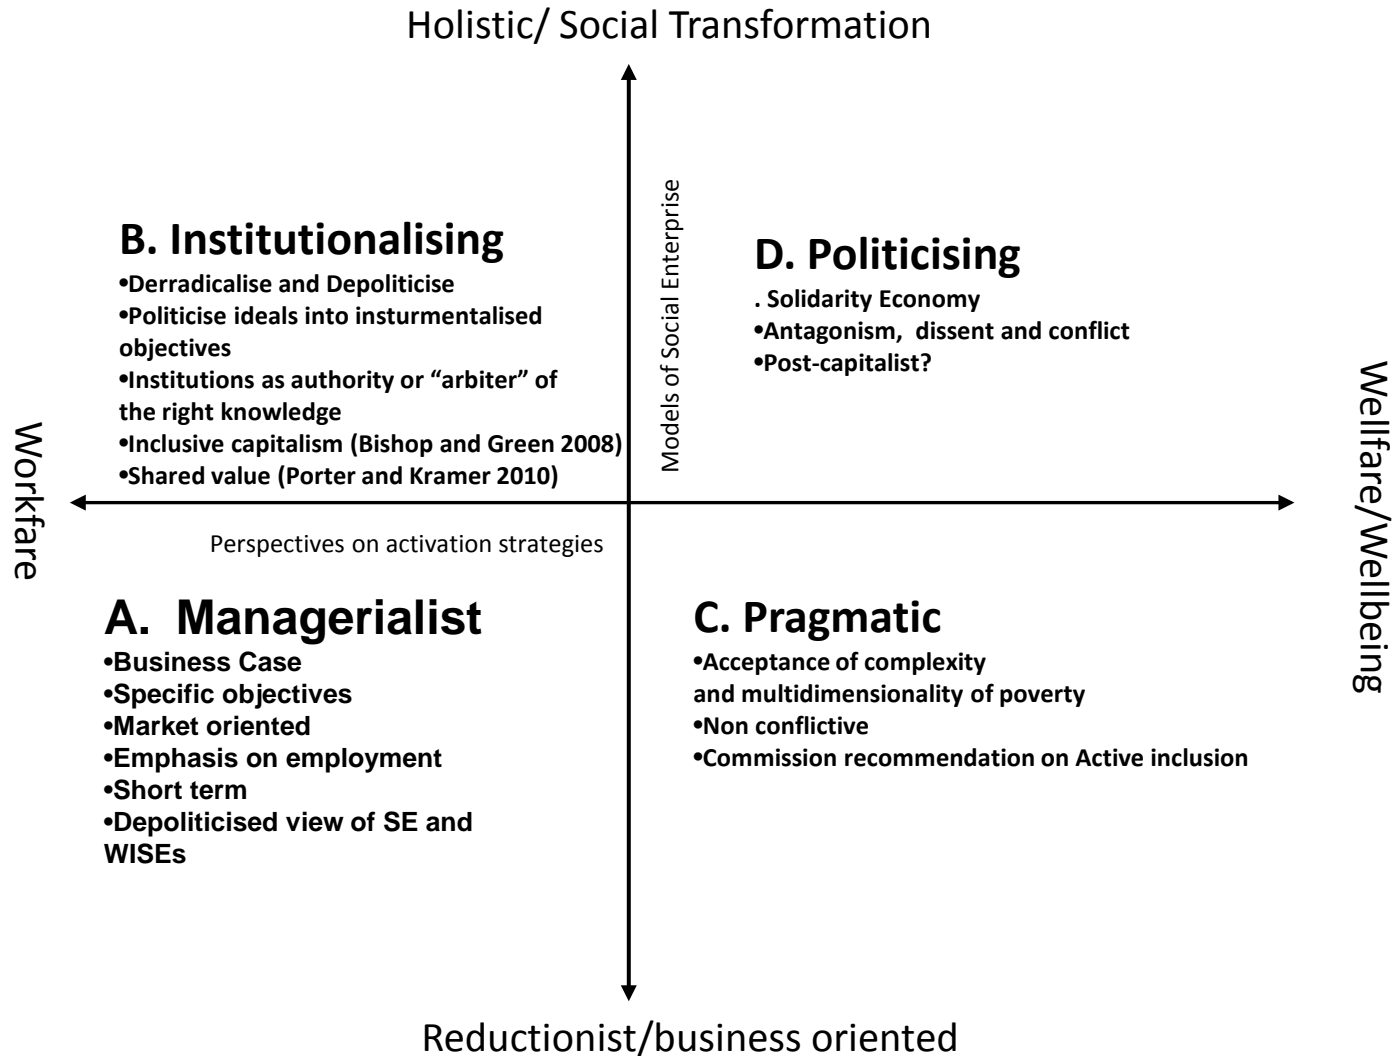 Holistic/ Social Transformation
Models of Social Enterprise
B. Institutionalising
•Derradicalise and Depoliticise
•Politicise ideals into insturmentalised
objectives
•Institutions as authority or “arbiter” of
the right knowledge
•Inclusive capitalism (Bishop and Green 2008)
•Shared value (Porter and Kramer 2010)
D. Politicising
. Solidarity Economy
•Antagonism, dissent and conflict
•Post-capitalist?
Workfare
Wellfare/Wellbeing
Perspectives on activation strategies
A. Managerialist
•Business Case
•Specific objectives
•Market oriented
•Emphasis on employment
•Short term
•Depoliticised view of SE and
WISEs
C. Pragmatic
•Acceptance of complexity
and multidimensionality of poverty
•Non conflictive
•Commission recommendation on Active inclusion
Reductionist/business oriented